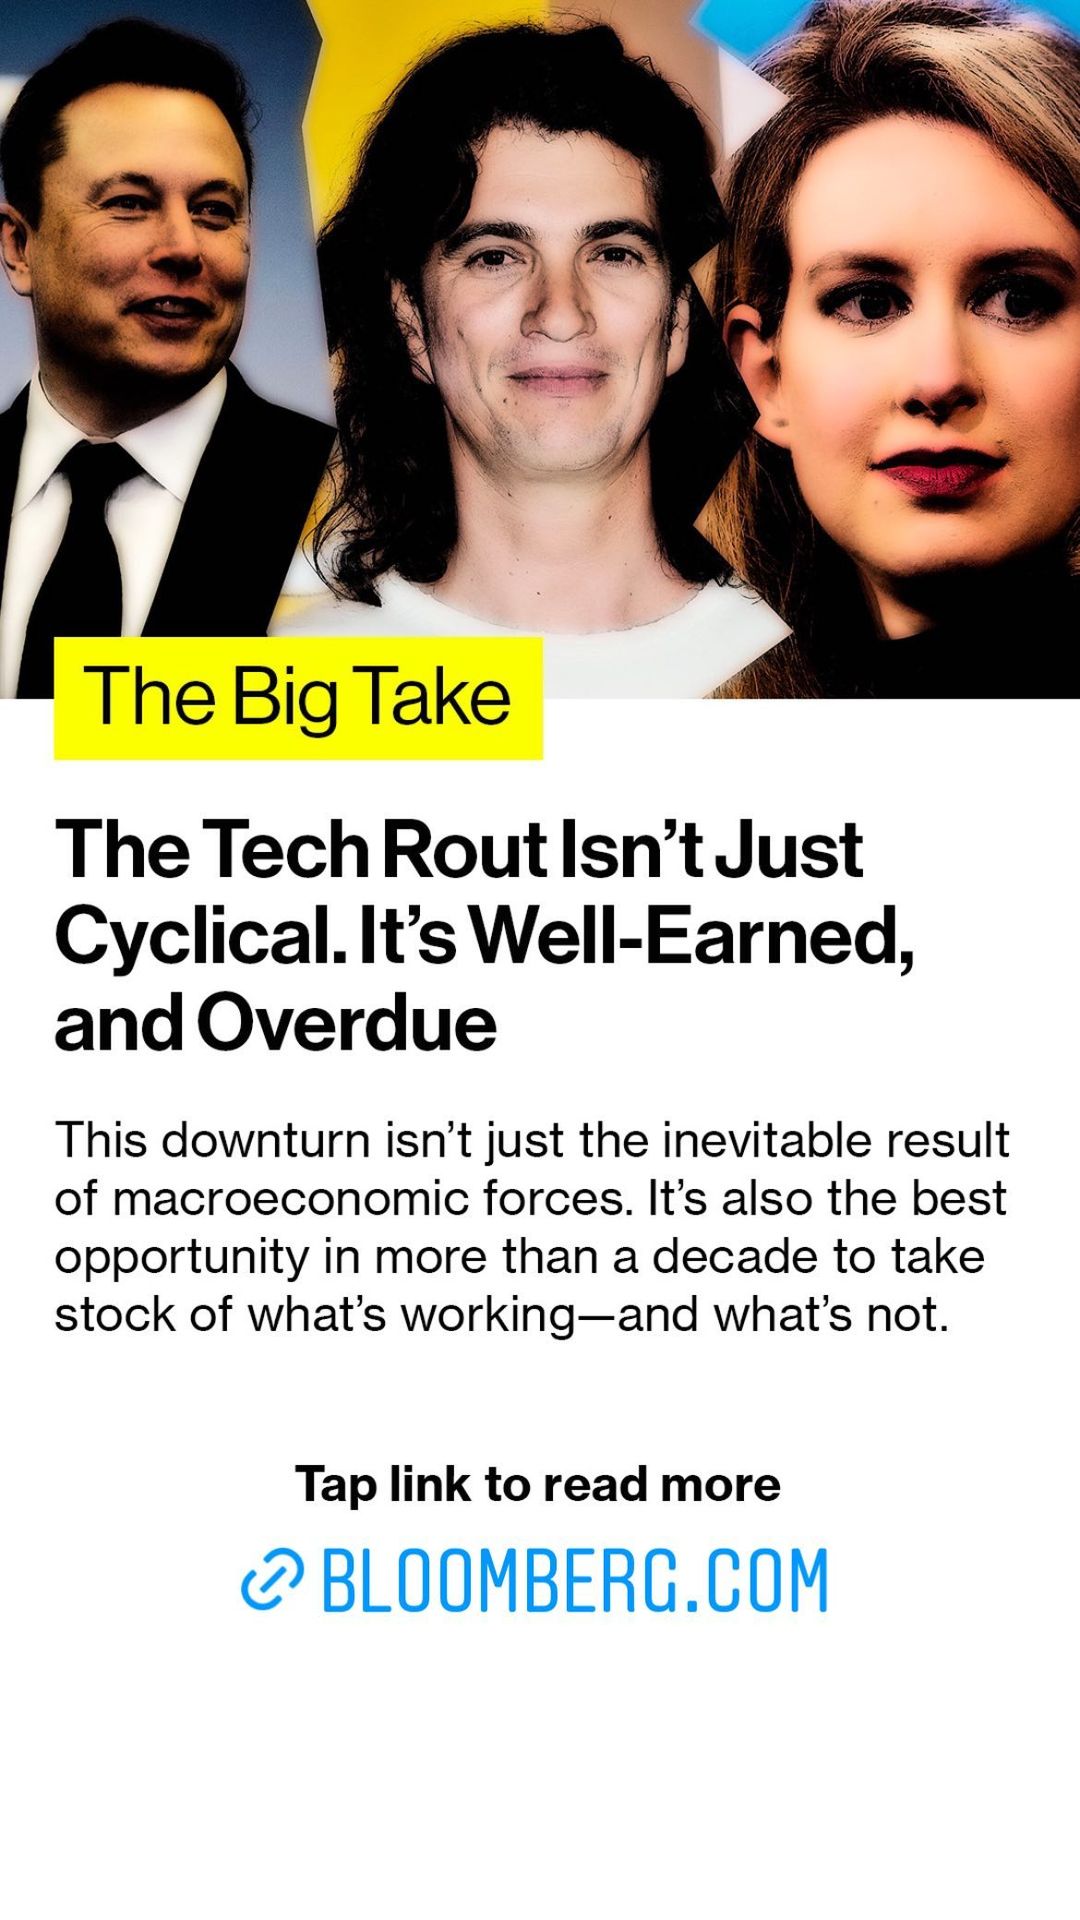 The Big Take
The Tech Rout Isn’t Just
Cyclical. It’s Well-Earned,
and Overdue
This downturn isn’t just the inevitable result
of macroeconomic forces. It’s also the best
opportunity in more than a decade to take
stock of what’s working—and what’s not.
Tap link to read more
BLOOMBERG.COM